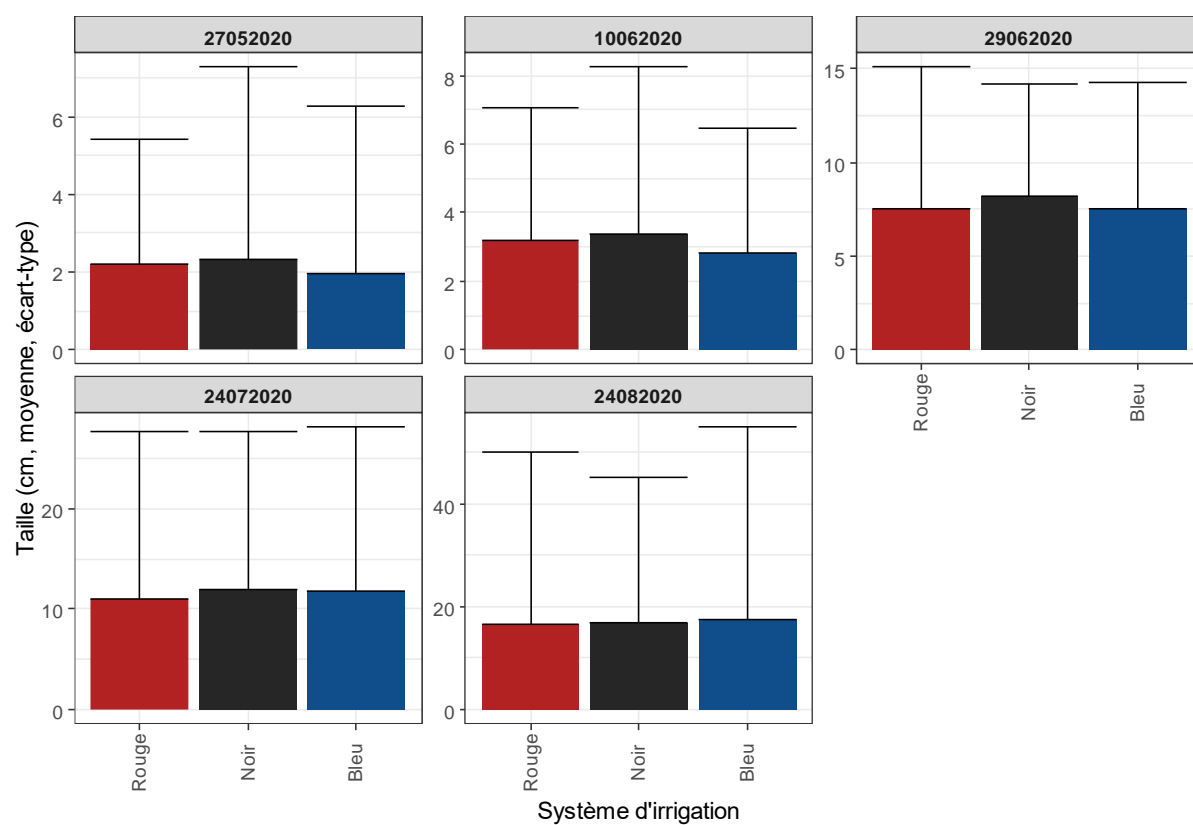 27052020
10062020
29062020
6
4
2
0
8
6
4
2
0
15
10
5
0
Rouge
Noir
Bleu
24072020
24082020
20
10
0
40
20
0
Rouge
Noir
Bleu
Rouge
Noir
Bleu
Taille (cm, moyenne, écart-type)
Système d'irrigation